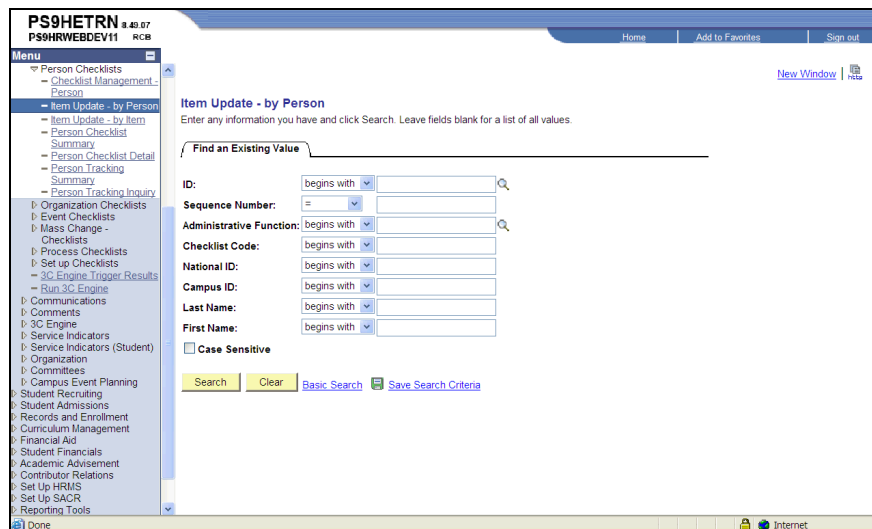 PS9HETRN 8.49.07
PS9HRWEBDEV11 RCB
Home
Add to Favorites
Sign out
Menu
Person Checklists
Checklist Management -
Person
Item Update - by Person
Item Update - by Item
Person Checklist
Summary
Person Checklist Detail
Person Tracking
Summary
Person Tracking Inquiry
Organization Checklists
Event Checklists
Mass Change -
Checklists
Process Checklists
Set up Checklists
3C Engine Trigger Results
Run 3C Engine
Communications
Comments
3C Engine
Service Indicators
Service Indicators (Student)
Organization
Committees
Campus Event Planning
Student Recruiting
Student Admissions
Records and Enrollment
Curriculum Management
Financial Aid
Student Financials
Academic Advisement
Contributor Relations
Set Up HRMS
Set Up SACR
Reporting Tools
New Window
http
Item Update - by Person
Enter any information you have and click Search. Leave fields blank for a list of all values.
Find an Existing Value
ID: begins with
Sequence Number: =
Administrative Function: begins with
Checklist Code: begins with
National ID: begins with
Campus ID: begins with
Last Name: begins with
First Name: begins with
Case Sensitive
Search Clear Basic Search Save Search Criteria
Done
Internet